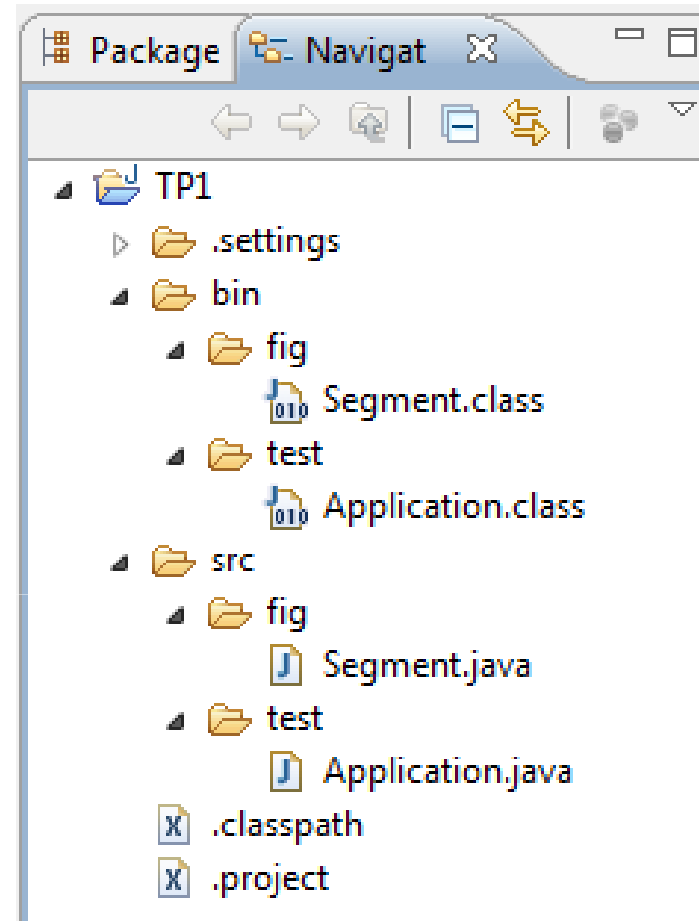 Package Navigat
TP1
.settings
bin
fig
Segment.class
test
Application.class
src
fig
Segment.java
test
Application.java
.classpath
.project